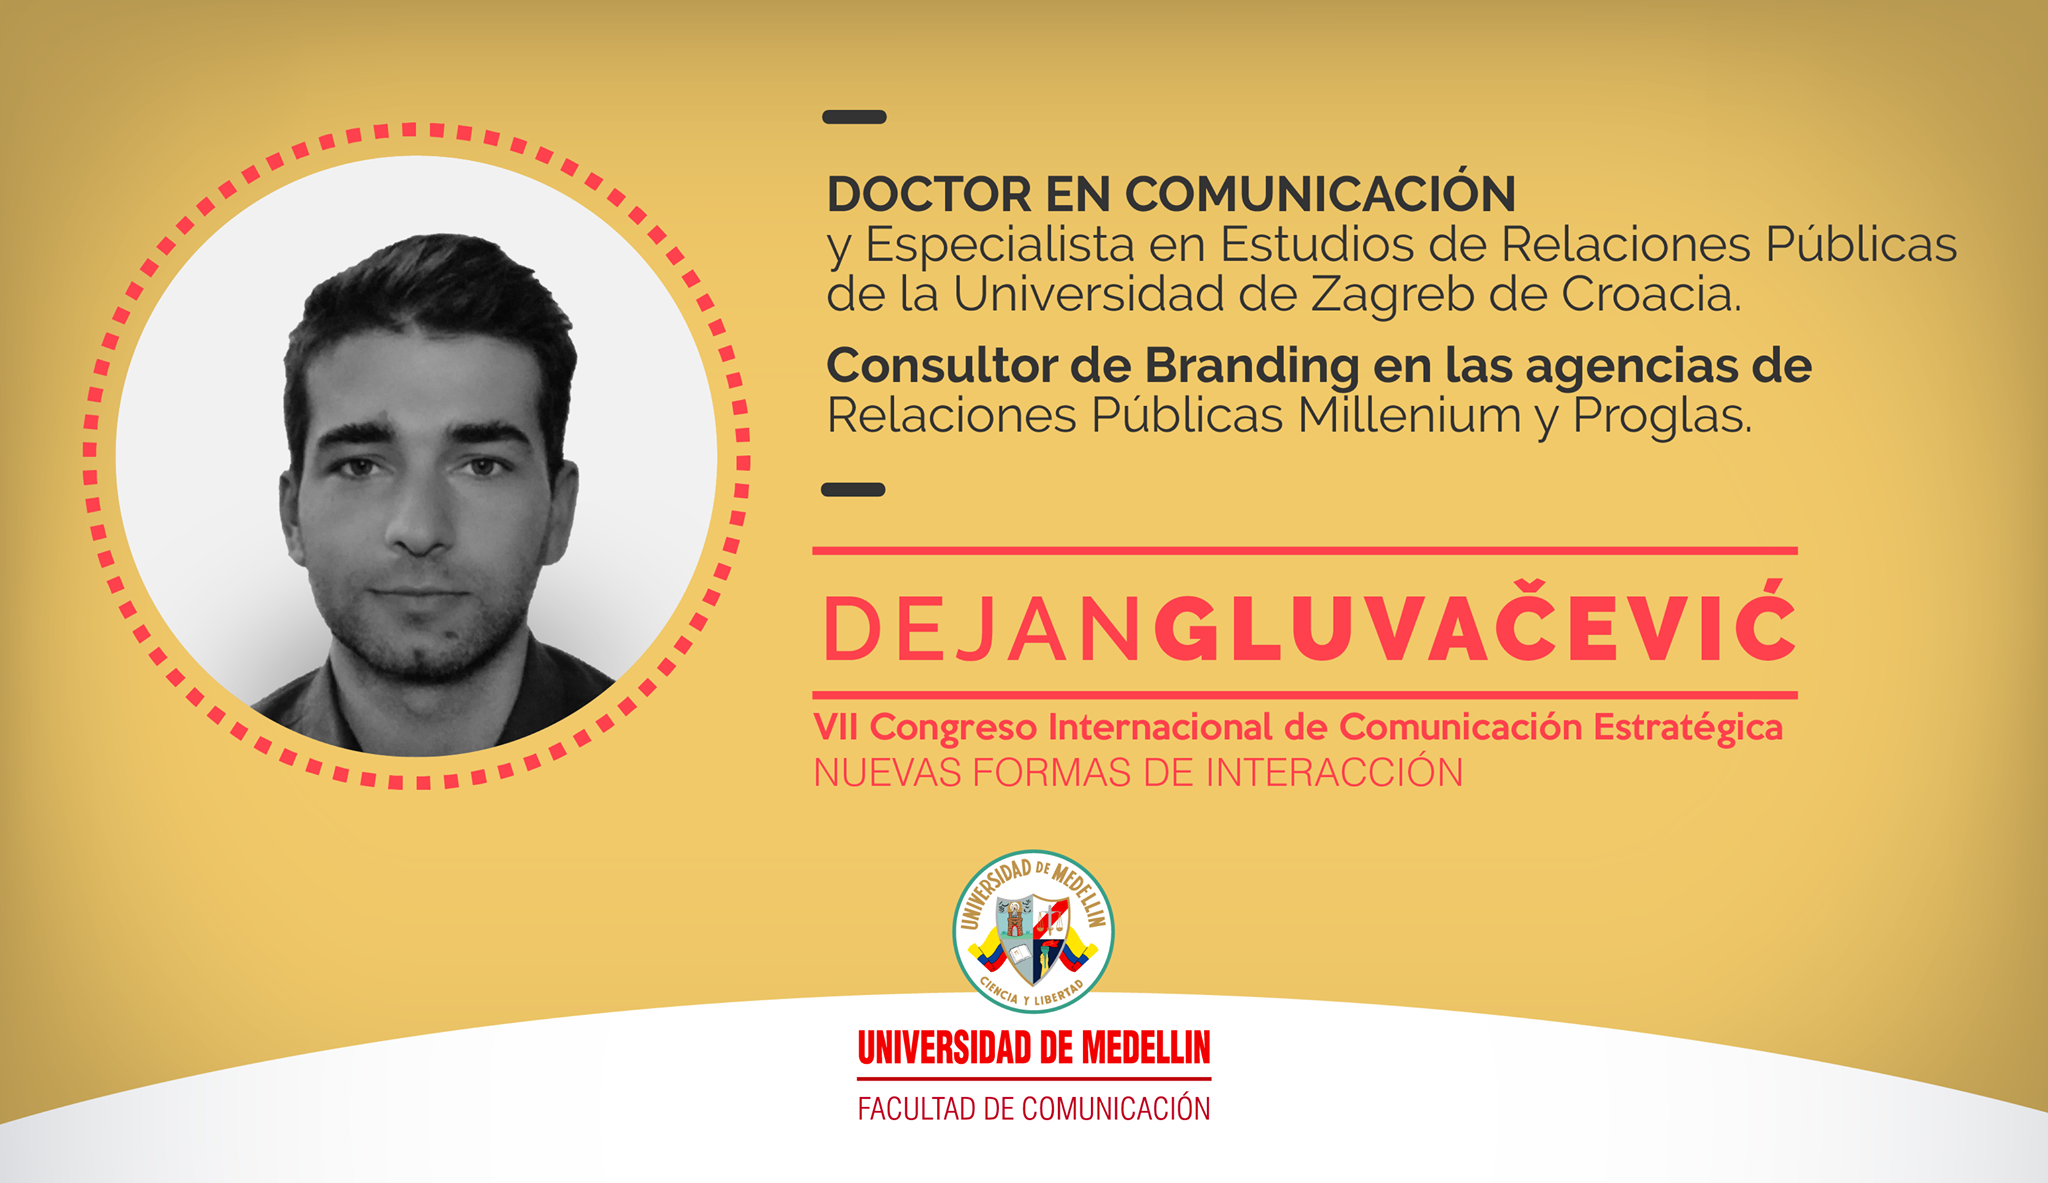 DOCTOR EN COMUNICACIÓN
y Especialista en Estudios de Relaciones Públicas
de la Universidad de Zagreb de Croacia.
Consultor de Branding en las agencias de
Relaciones Públicas Millenium y Proglas.
DEJANGLUVAČEVIĆ
VII Congreso Internacional de Comunicación Estratégica
NUEVAS FORMAS DE INTERACCIÓN
UNIVERSIDAD DE MEDELLIN
CIENCIA Y LIBERTAD
UNIVERSIDAD DE MEDELLIN
FACULTAD DE COMUNICACIÓN